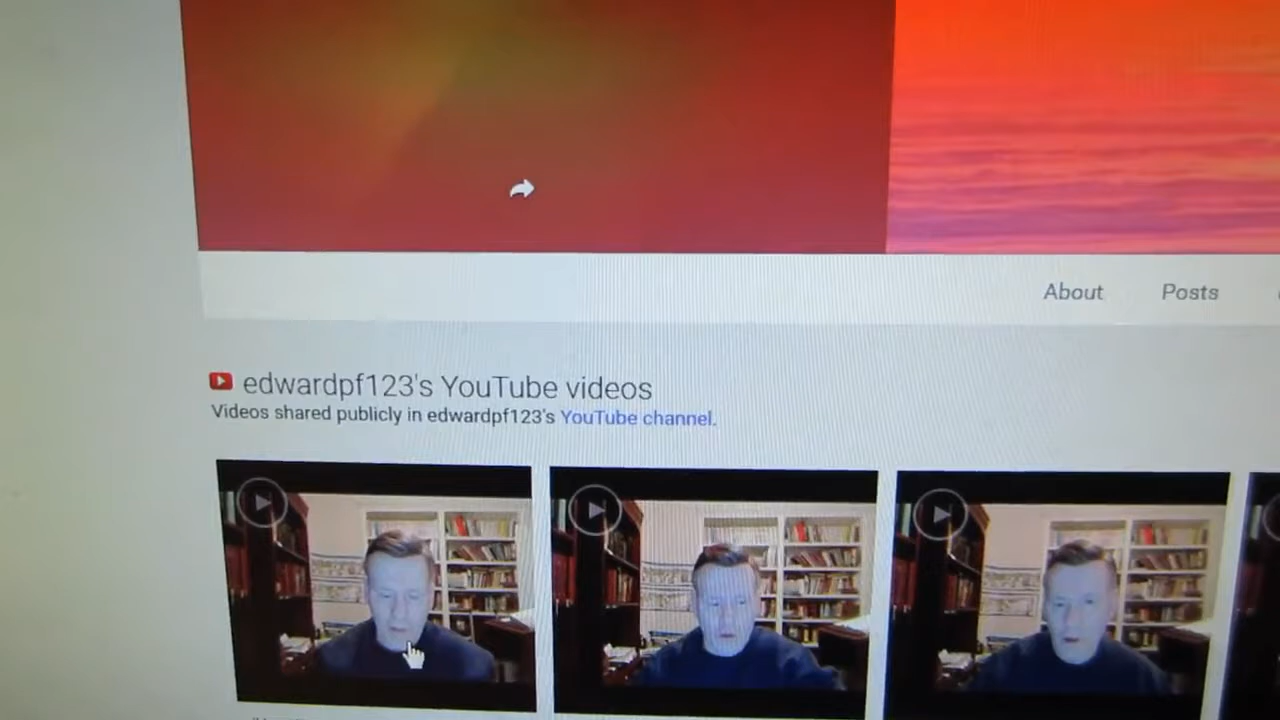 About Posts
edwardpf123's YouTube videos
Videos shared publicly in edwardpf123's YouTube channel.